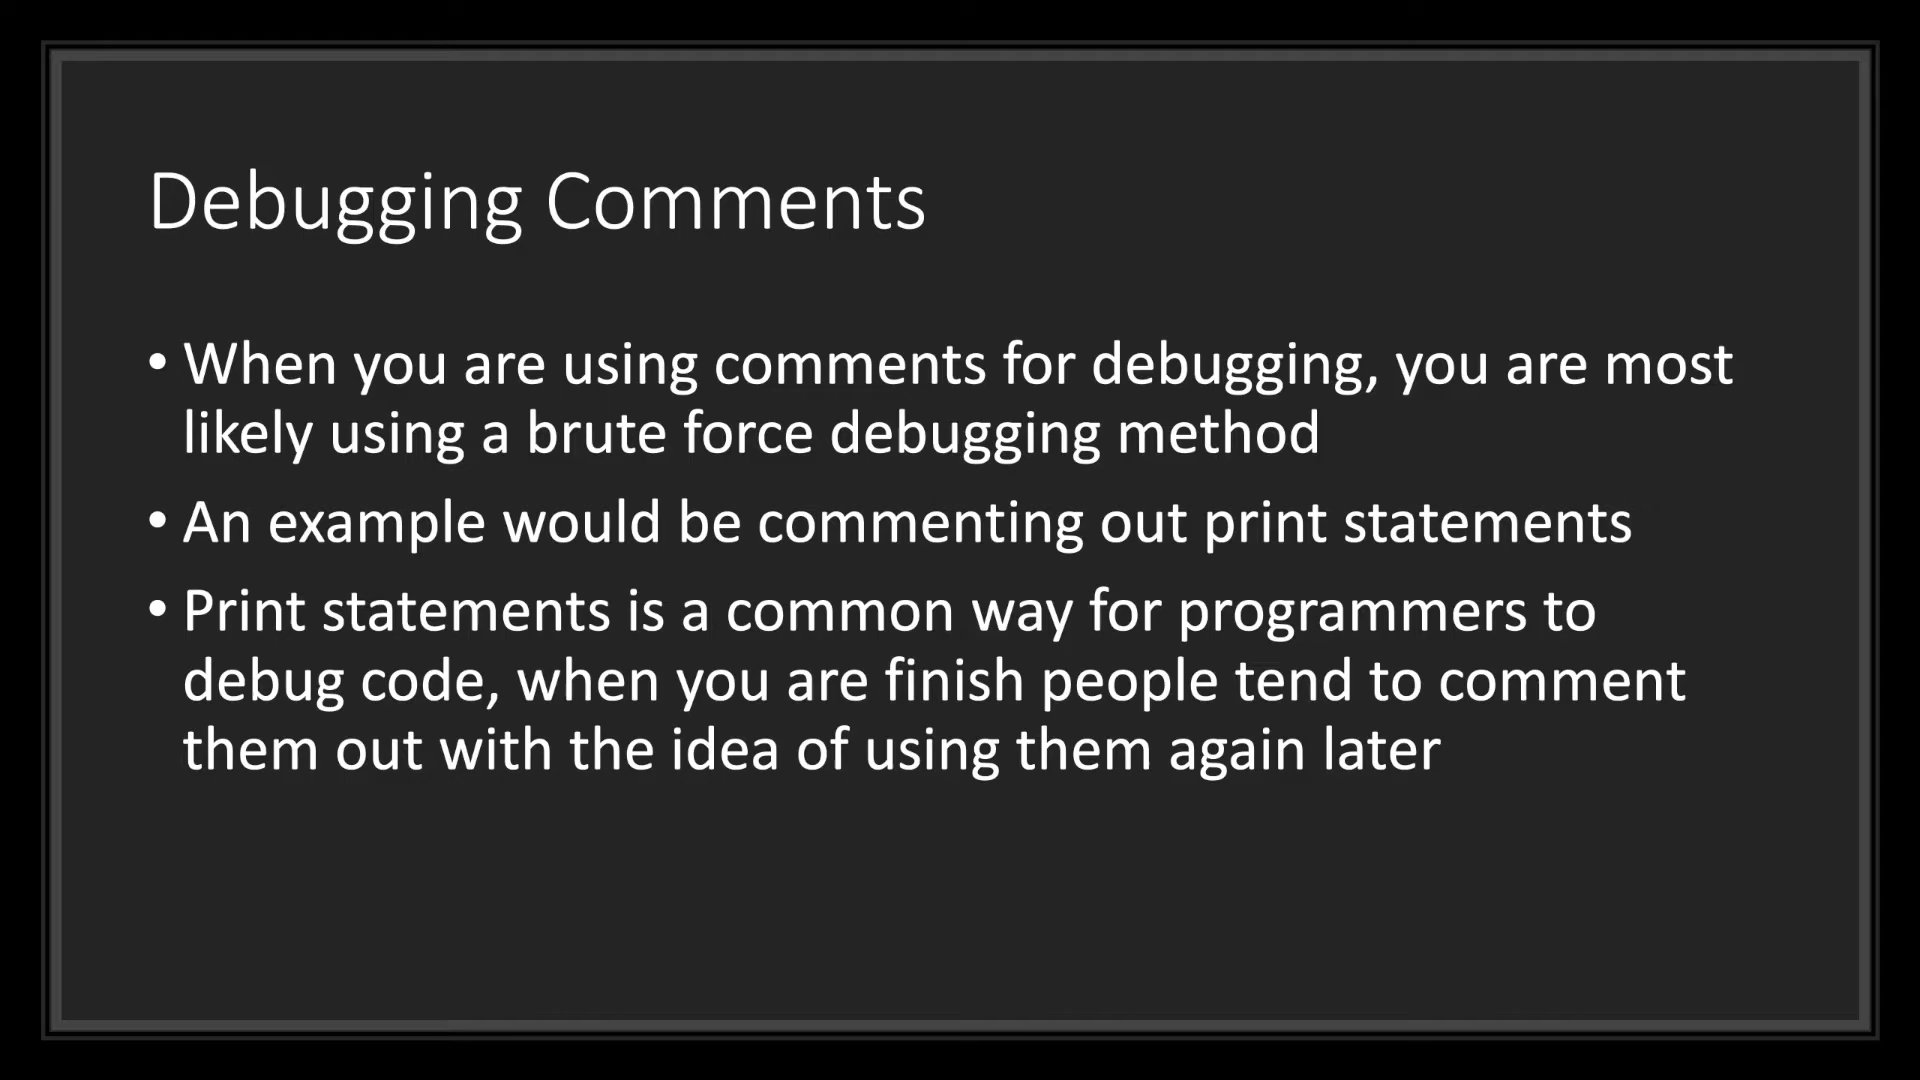 Debugging Comments
• When you are using comments for debugging, you are most
likely using a brute force debugging method
• An example would be commenting out print statements
• Print statements is a common way for programmers to
debug code, when you are finish people tend to comment
them out with the idea of using them again later